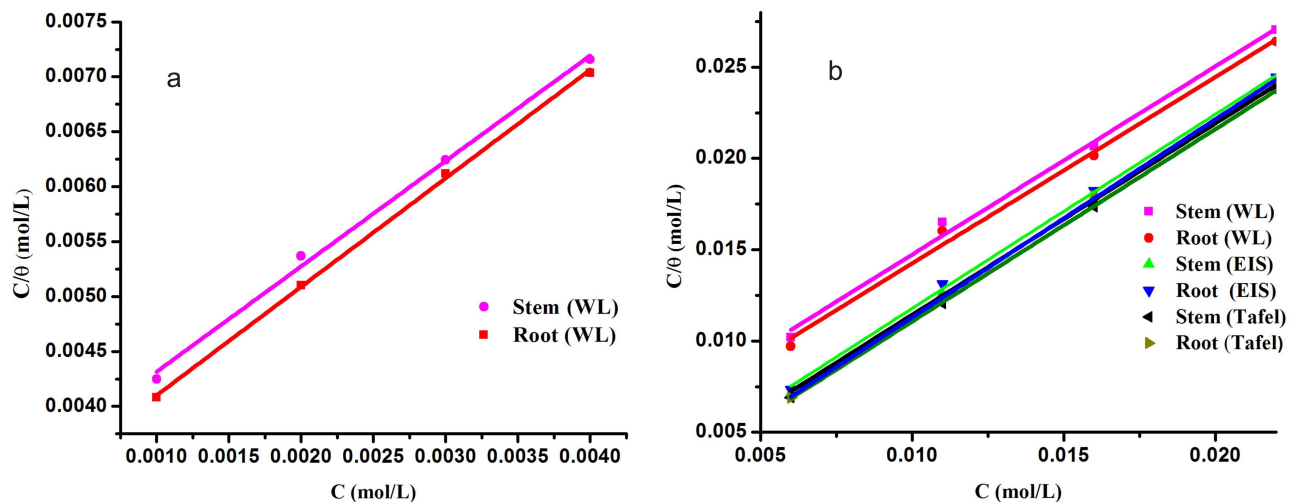 a
C/θ (mol/L)
0.0075
0.0070
0.0065
0.0060
0.0055
0.0050
0.0045
0.0040
Stem (WL)
Root (WL)
0.0010 0.0015 0.0020 0.0025 0.0030 0.0035 0.0040
C (mol/L)
b
C/θ (mol/L)
0.025
0.020
0.015
0.010
0.005
Stem (WL)
Root (WL)
Stem (EIS)
Root (EIS)
Stem (Tafel)
Root (Tafel)
0.005 0.010 0.015 0.020
C (mol/L)